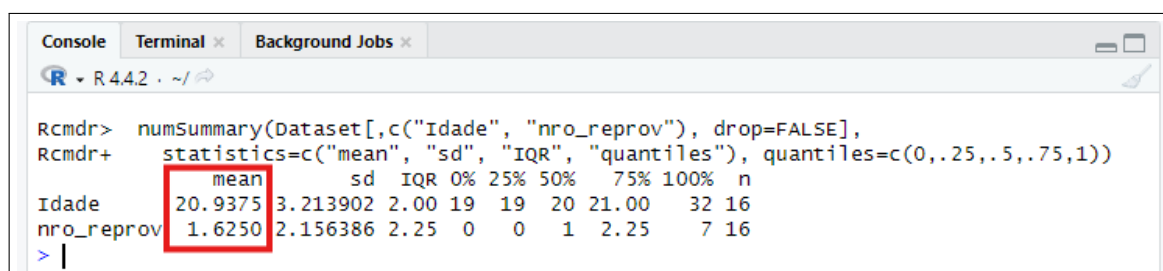 Console Terminal × Background Jobs ×
R R 4.4.2 · ~/
Rcmdr>  numSummary(Dataset[,c("Idade", "nro_reprov"), drop=FALSE],
Rcmdr+    statistics=c("mean", "sd", "IQR", "quantiles"), quantiles=c(0,.25,.5,.75,1))
              mean       sd  IQR 0% 25% 50%   75% 100%  n
Idade      20.9375 3.213902 2.00 19  19  20 21.00   32 16
nro_reprov  1.6250 2.156386 2.25  0   0   1  2.25    7 16
>